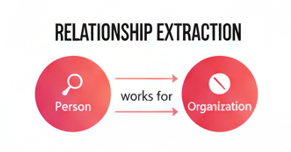 RELATIONSHIP EXTRACTION
Person
works for
Organization